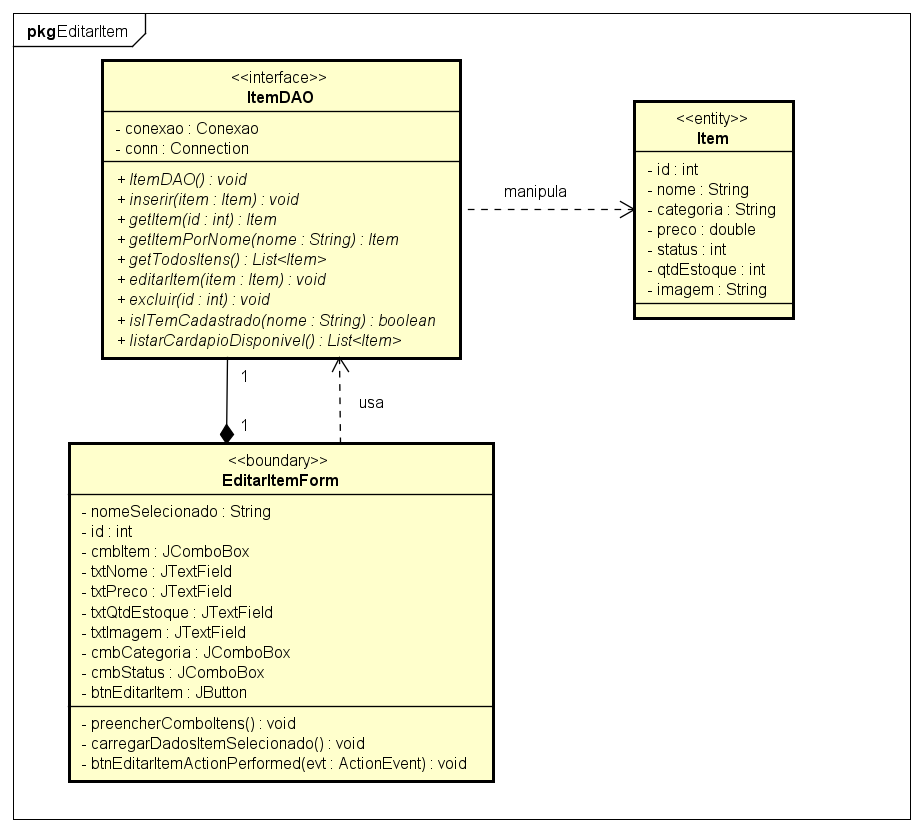 pkg EditarItem
<<interface>>
ItemDAO
- conexao : Conexao
- conn : Connection
+ ItemDAO() : void
+ inserir(item : Item) : void
+ getItem(id : int) : Item
+ getItemPorNome(nome : String) : Item
+ getTodosItens() : List<Item>
+ editarItem(item : Item) : void
+ excluir(id : int) : void
+ isITemCadastrado(nome : String) : boolean
+ listarCardapioDisponivel() : List<Item>
manipula
<<entity>>
Item
- id : int
- nome : String
- categoria : String
- preco : double
- status : int
- qtdEstoque : int
- imagem : String
1
usa
1
<<boundary>>
EditarItemForm
- nomeSelecionado : String
- id : int
- cmbItem : JComboBox
- txtNome : JTextField
- txtPreco : JTextField
- txtQtdEstoque : JTextField
- txtImagem : JTextField
- cmbCategoria : JComboBox
- cmbStatus : JComboBox
- btnEditarItem : JButton
- preencherComboItens() : void
- carregarDadosItemSelecionado() : void
- btnEditarItemActionPerformed(evt : ActionEvent) : void